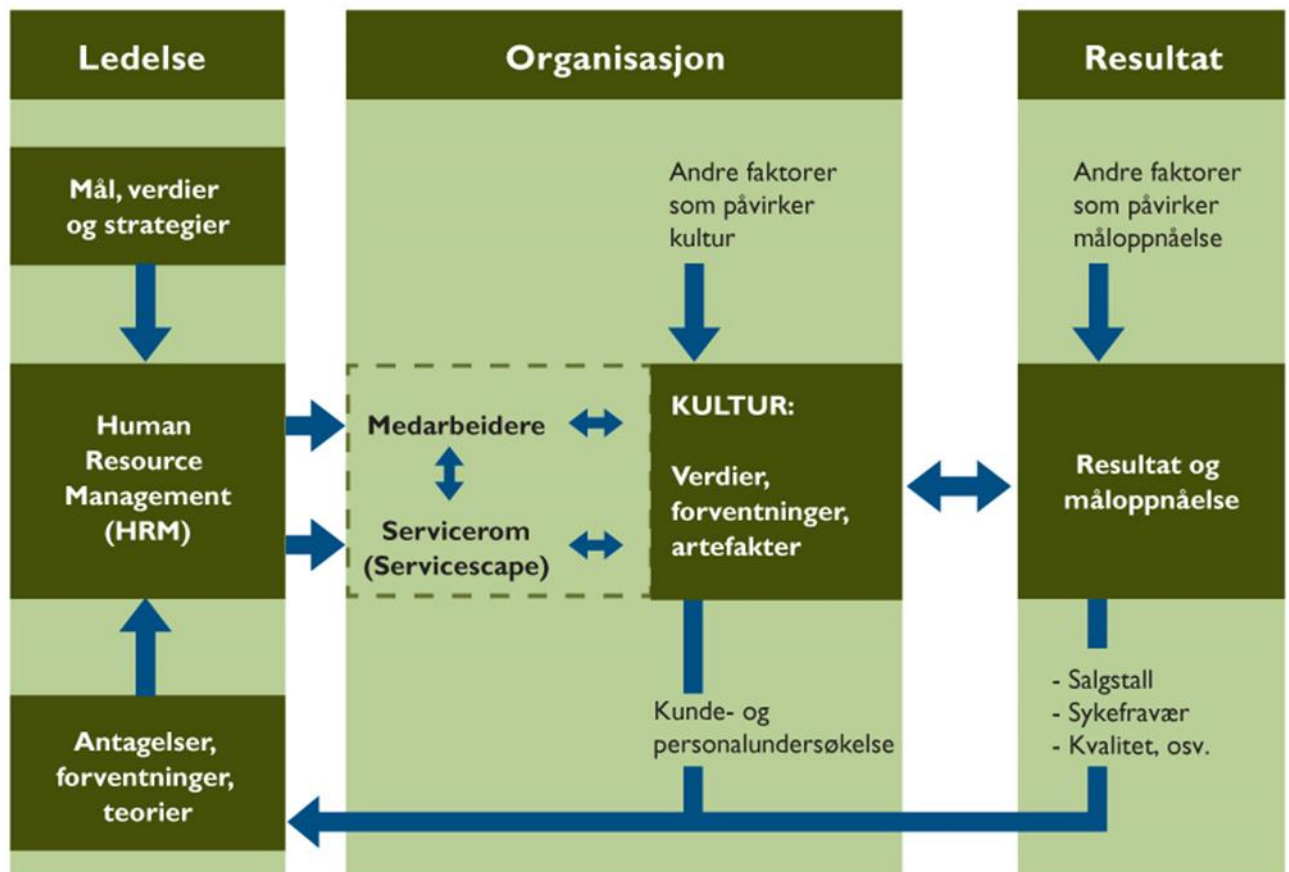 Ledelse
Mål, verdier
og strategier
Human
Resource
Management
(HRM)
Antagelser,
forventninger,
teorier
Organisasjon
Andre faktorer
som påvirker
kultur
Medarbeidere
Servicerom
(Servicescape)
KULTUR:
Verdier,
forventninger,
artefakter
Kunde- og
personalundersøkelse
Resultat
Andre faktorer
som påvirker
måloppnåelse
Resultat og
måloppnåelse
- Salgstall
- Sykefravær
- Kvalitet, osv.